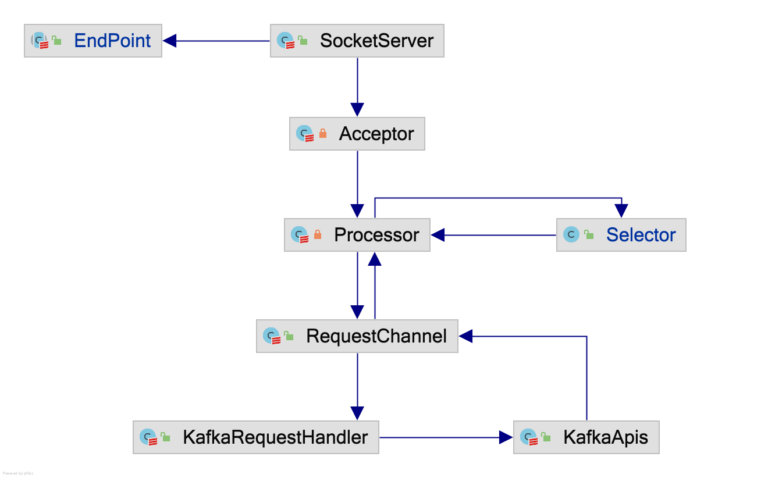 EndPoint
SocketServer
Acceptor
Processor
Selector
RequestChannel
KafkaRequestHandler
KafkaApis